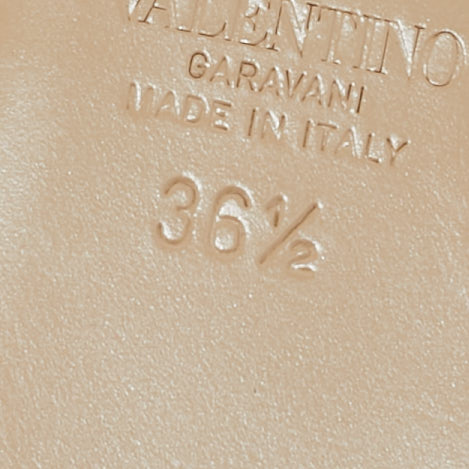 VALENTINO
GARAVANI
MADE IN ITALY
36½